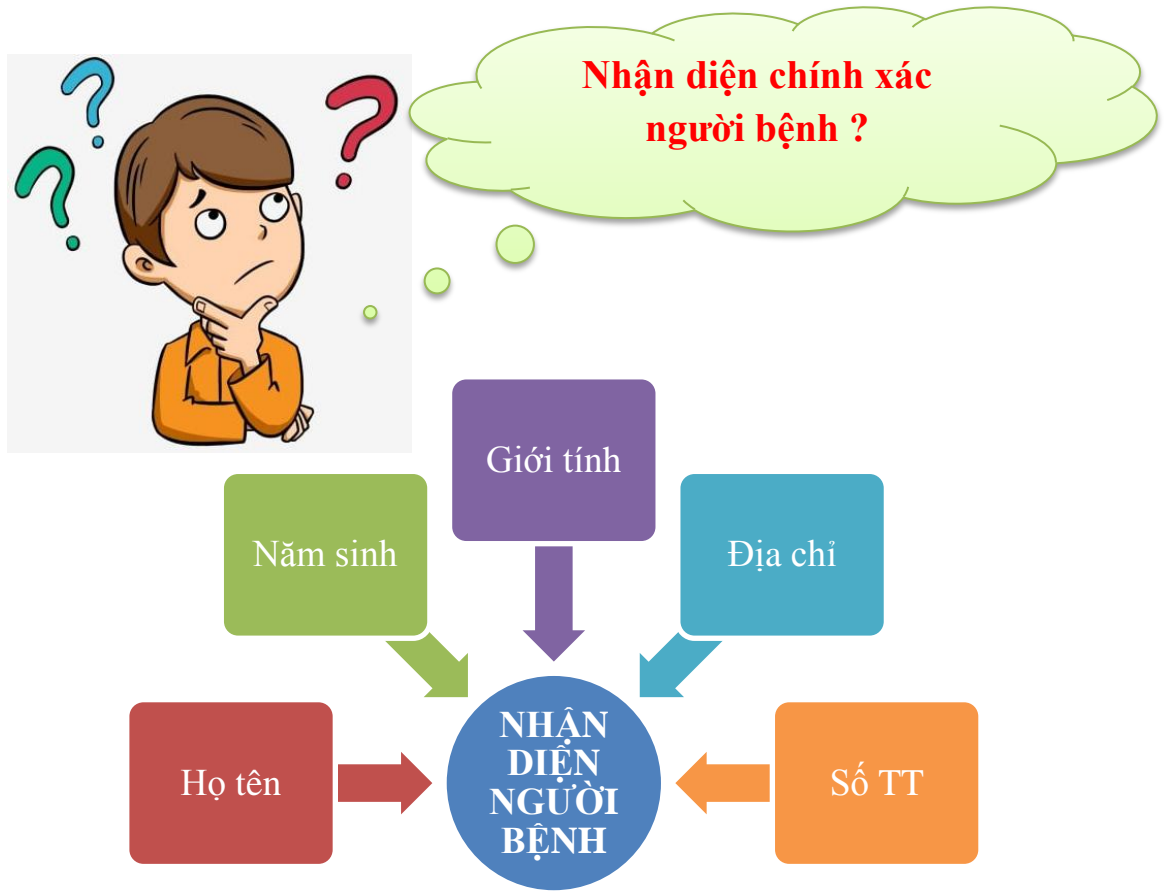 Nhận diện chính xác
người bệnh ?
Giới tính
Năm sinh
Địa chỉ
Họ tên
NHẬN
DIỆN
NGƯỜI
BỆNH
Số TT